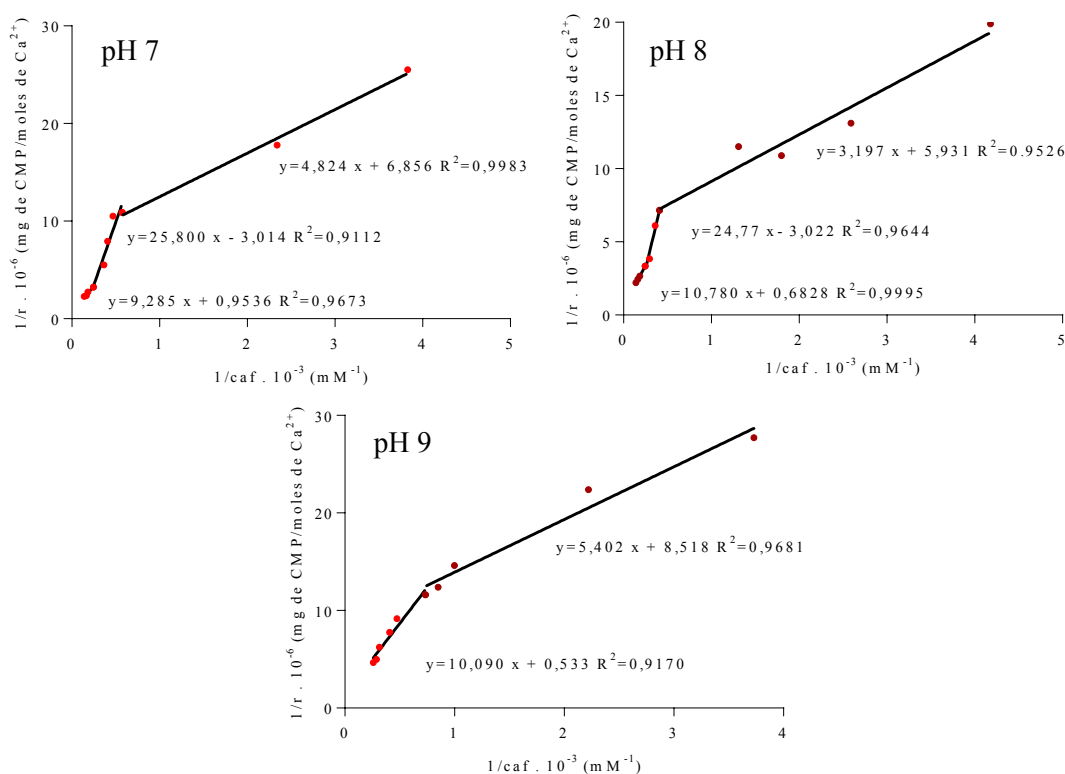 pH 7
1/r . 10⁻⁶ (mg de CMP/moles de Ca²⁺)
30
20
10
0
y=4,824 x + 6,856 R²=0,9983
y=25,800 x - 3,014 R²=0,9112
y=9,285 x + 0,9536 R²=0,9673
0 1 2 3 4 5
1/caf . 10⁻³ (mM⁻¹)
pH 8
1/r . 10⁻⁶ (mg de CMP/moles de Ca²⁺)
20
15
10
5
0
y=3,197 x + 5,931 R²=0.9526
y=24,77 x- 3,022 R²=0,9644
y=10,780 x+ 0,6828 R²=0,9995
0 1 2 3 4 5
1/caf . 10⁻³ (mM⁻¹)
pH 9
1/r . 10⁻⁶ (mg de CMP/moles de Ca²⁺)
30
20
10
0
y=5,402 x + 8,518 R²=0,9681
y=10,090 x + 0,533 R²=0,9170
0 1 2 3 4
1/caf . 10⁻³ (mM⁻¹)